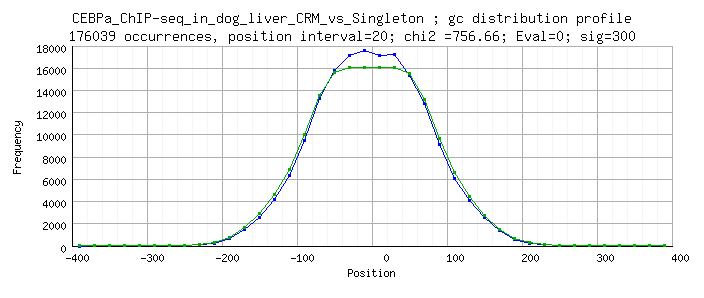 CEBPa_ChIP-seq_in_dog_liver_CRM_vs_Singleton ; gc distribution profile
176039 occurrences, position interval=20; chi2 =756.66; Eval=0; sig=300
18000
16000
14000
12000
10000
8000
6000
4000
2000
0
Frequency
-400 -300 -200 -100 0 100 200 300 400
Position